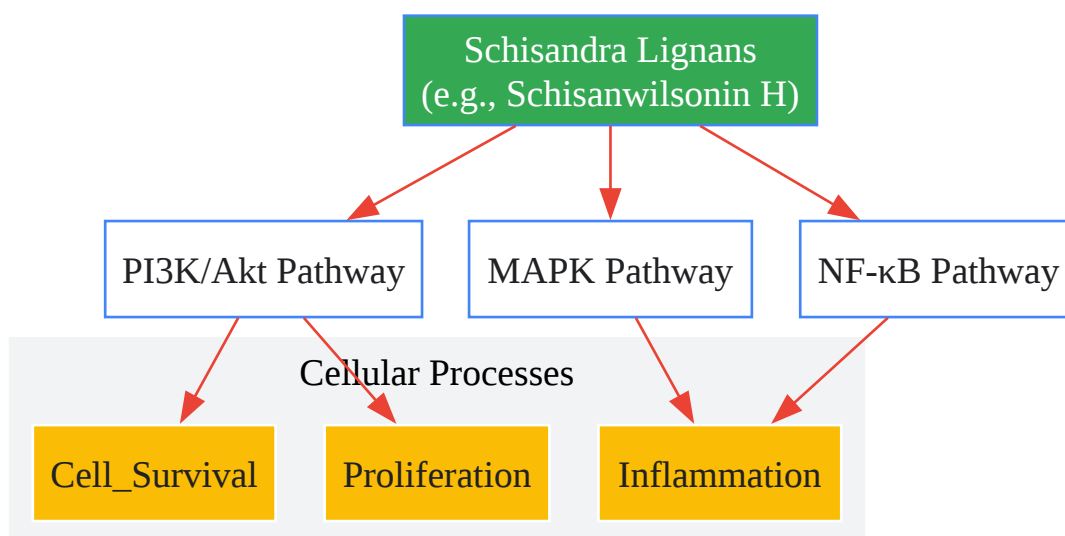 Schisandra Lignans
(e.g., Schisanwilsonin H)
PI3K/Akt Pathway
MAPK Pathway
NF-κB Pathway
Cellular Processes
Cell_Survival
Proliferation
Inflammation